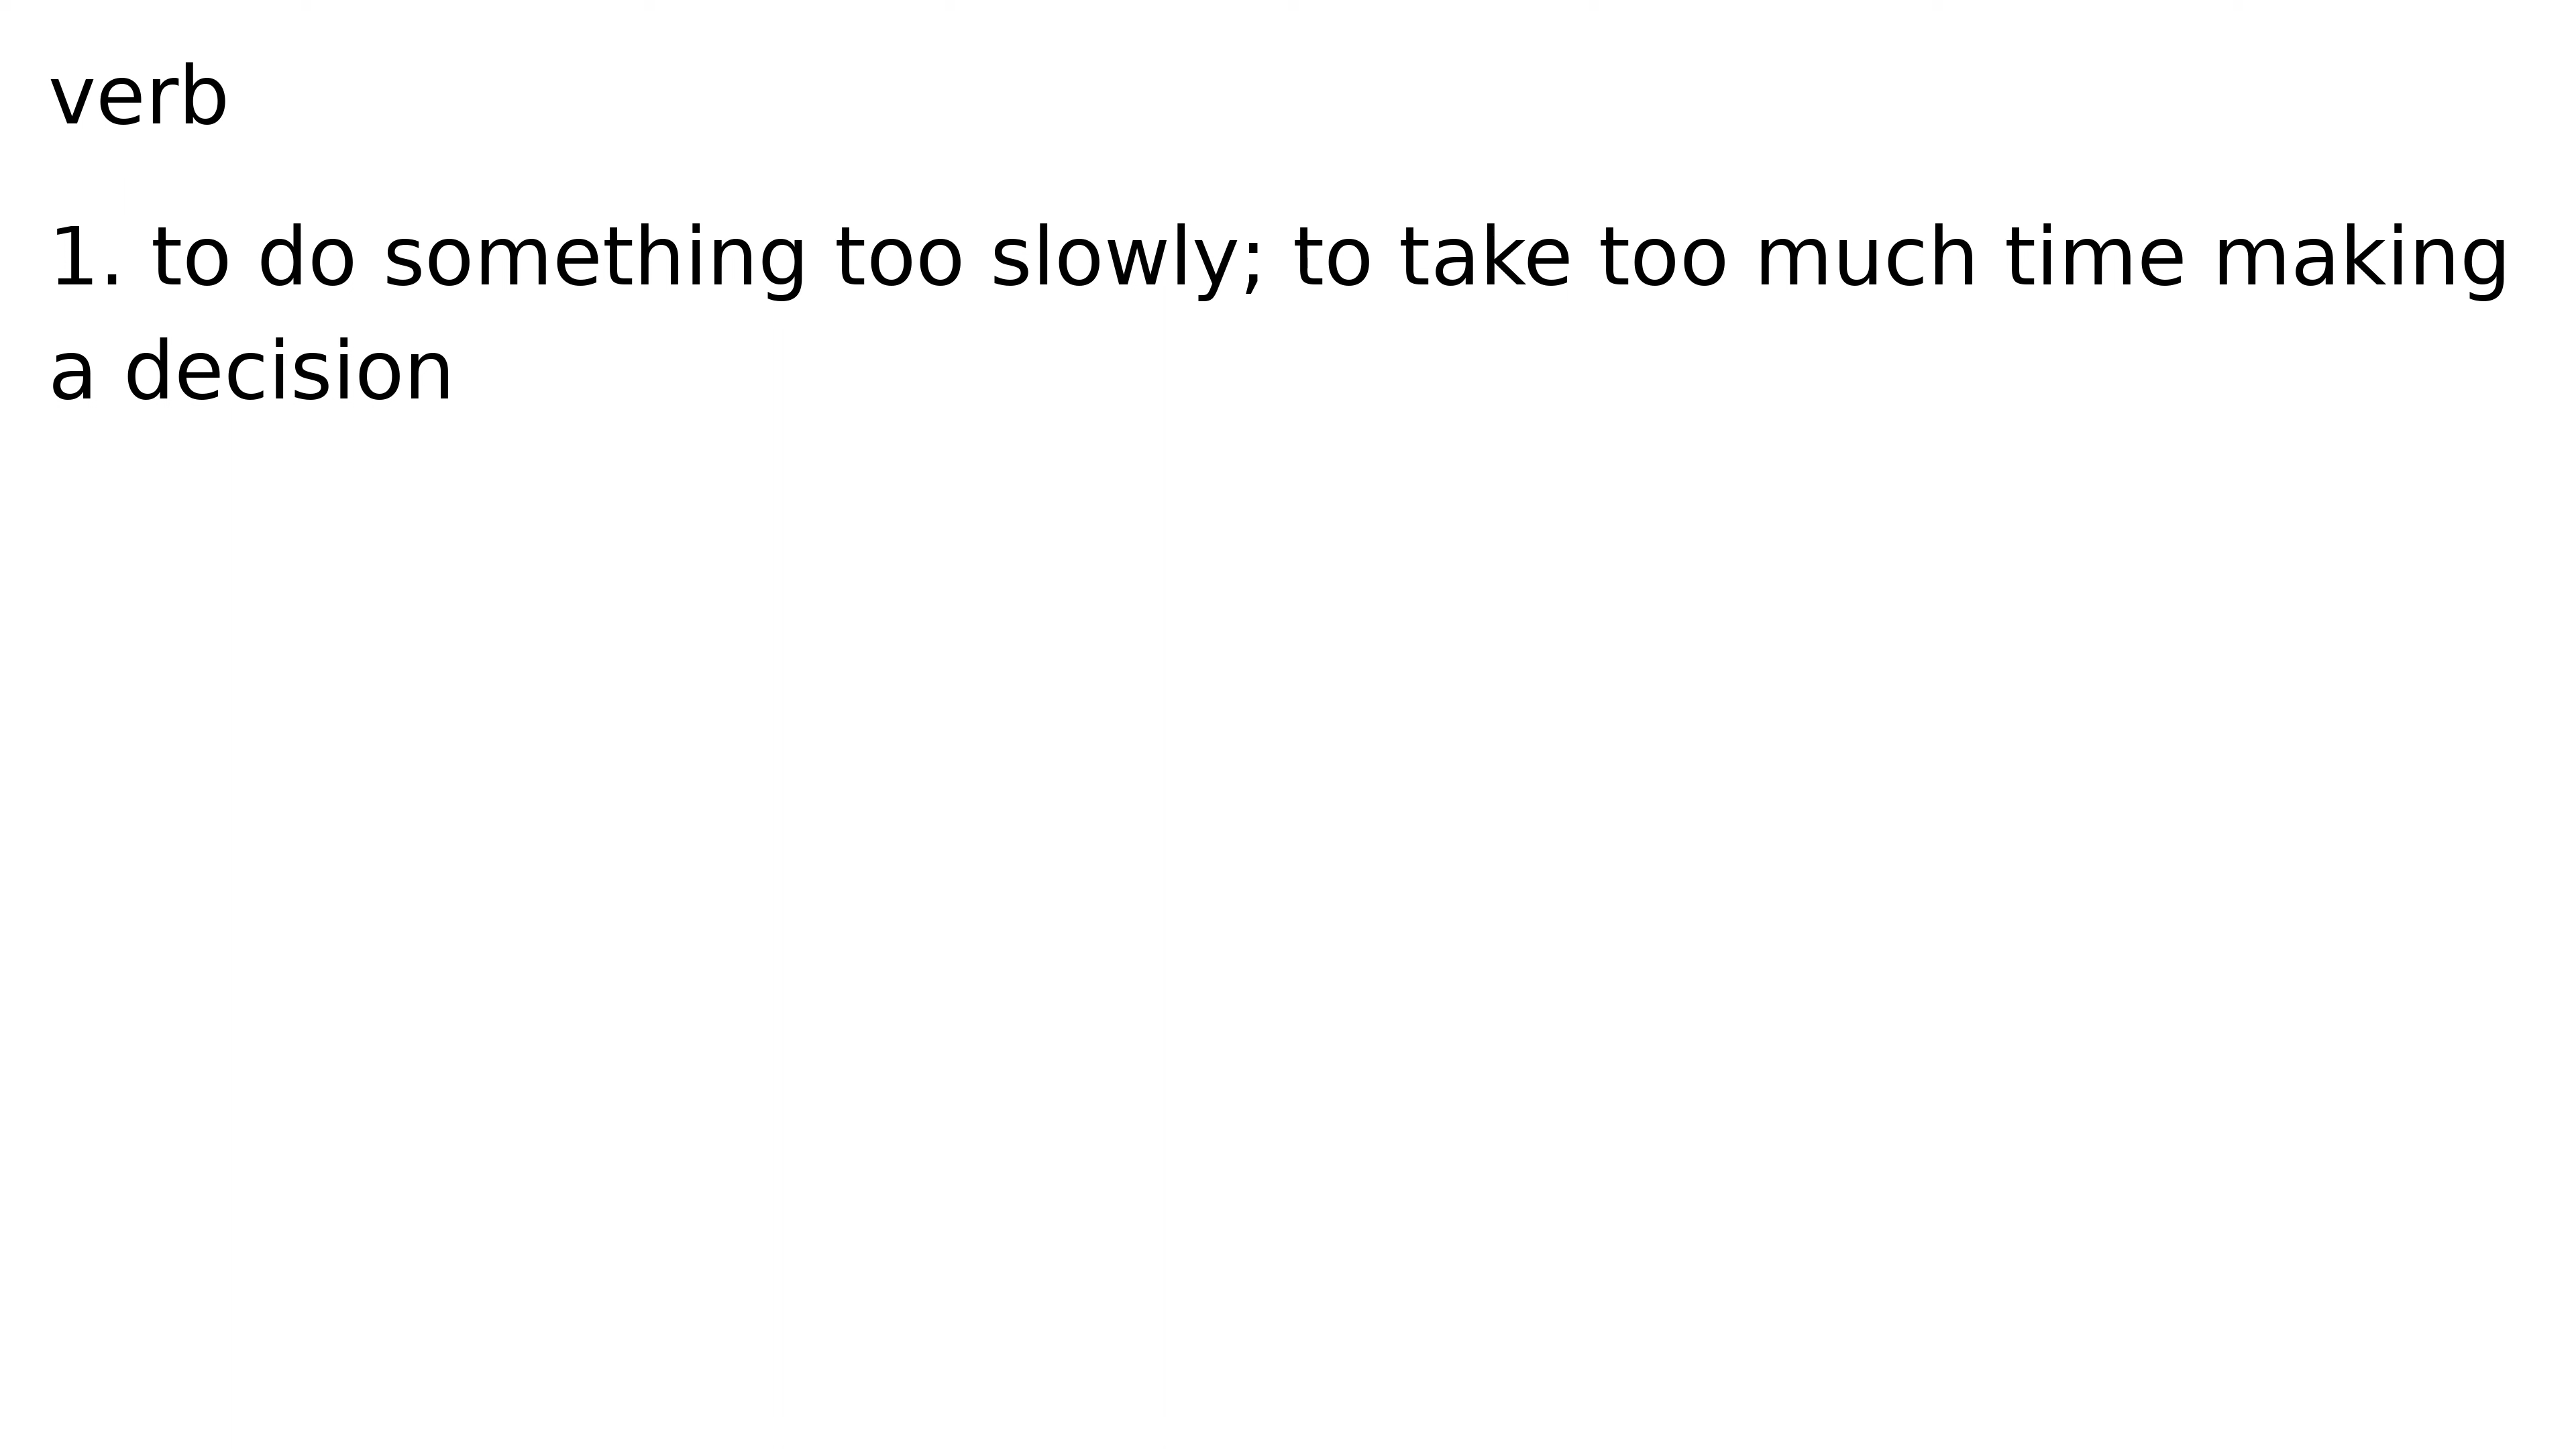 verb
1. to do something too slowly; to take too much time making
a decision